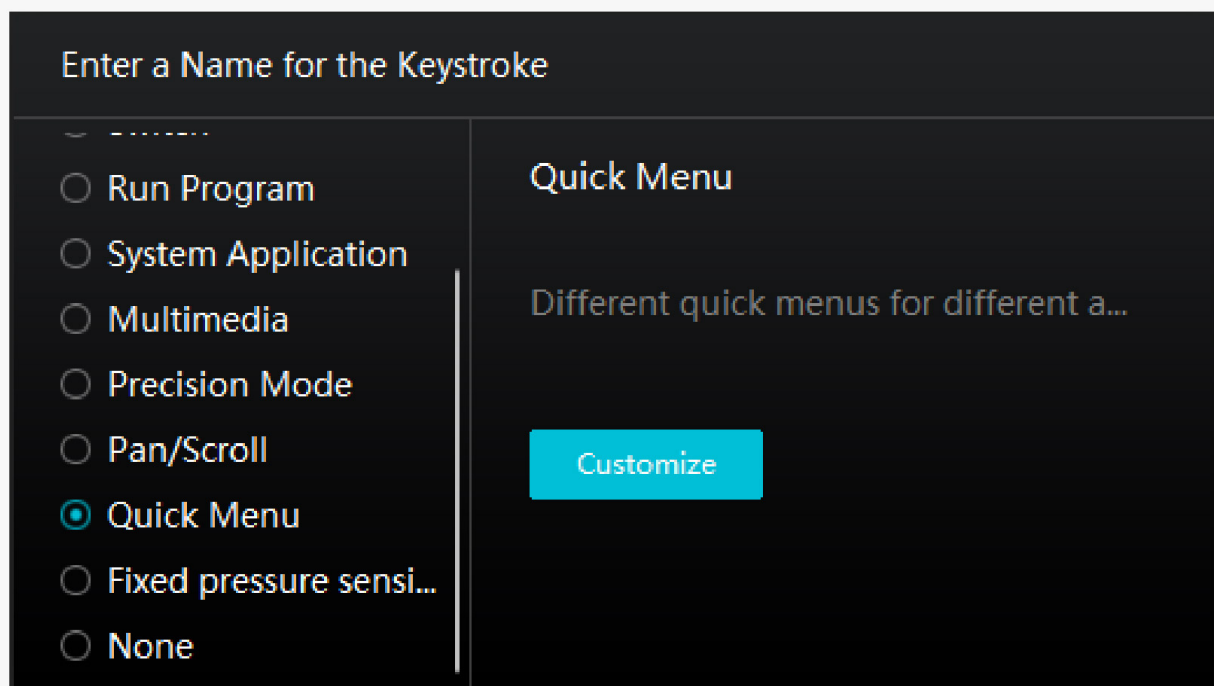 Enter a Name for the Keystroke
Run Program
System Application
Multimedia
Precision Mode
Pan/Scroll
Quick Menu
Fixed pressure sensi...
None
Quick Menu
Different quick menus for different a...
Customize